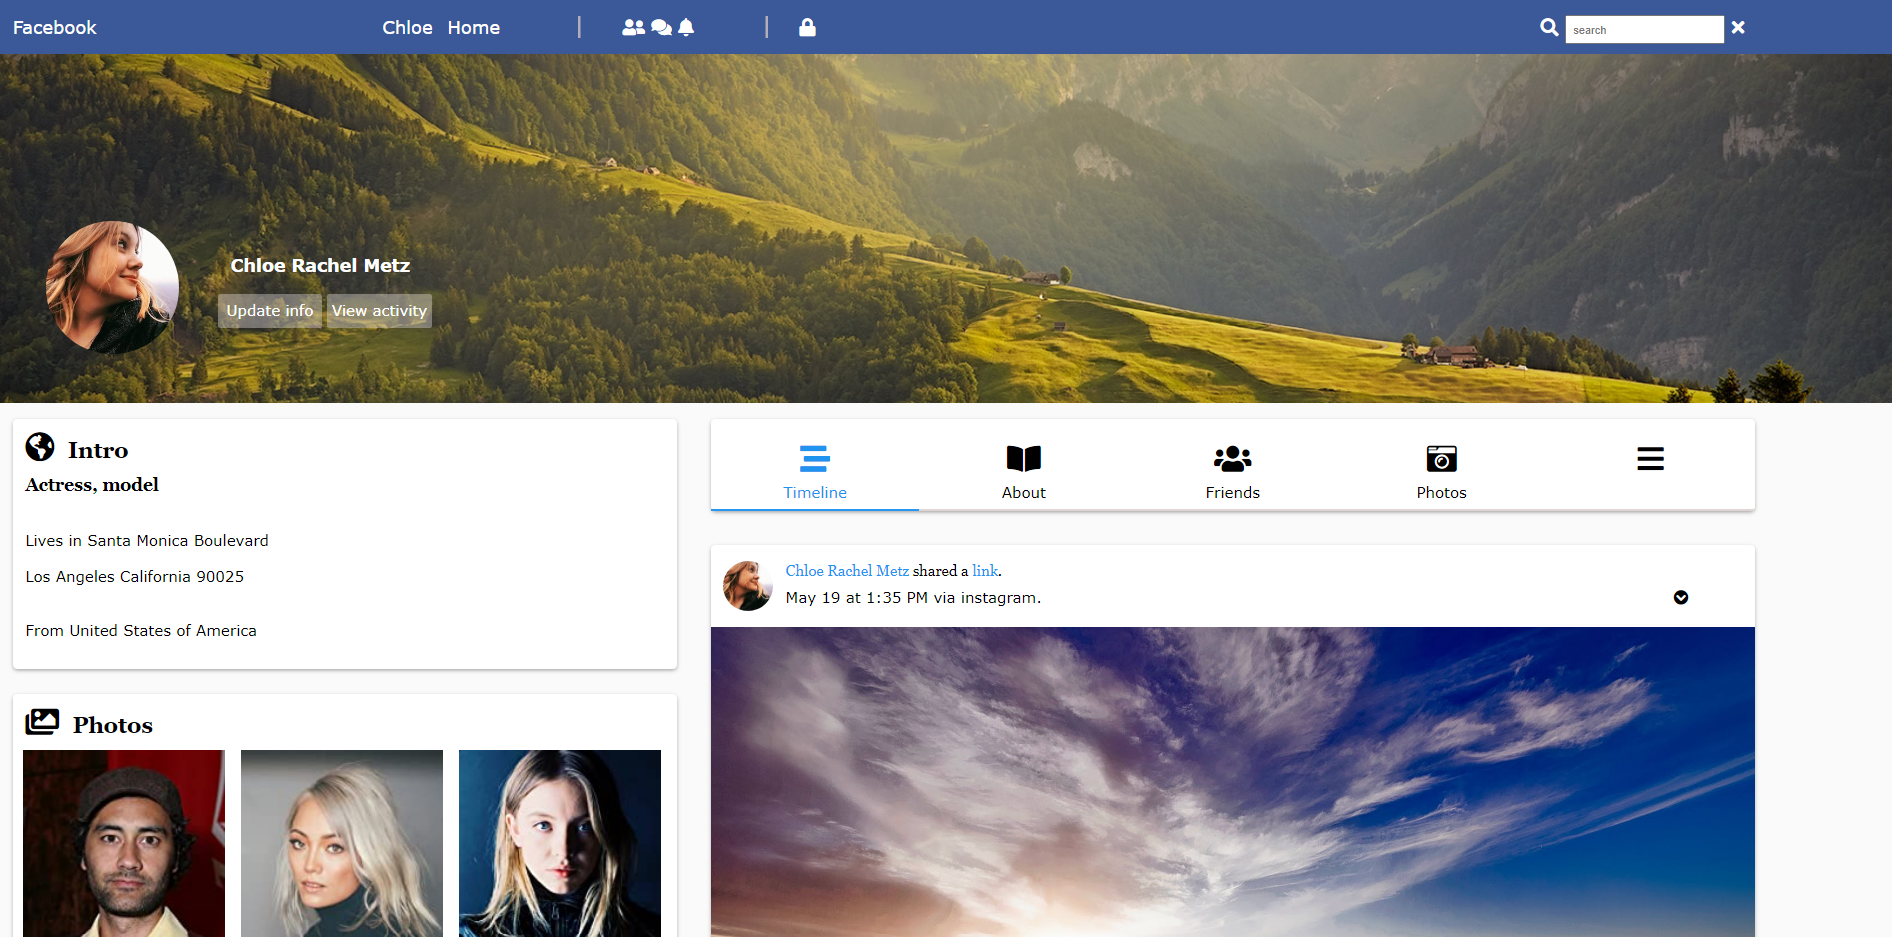 Facebook
Chloe Home
search
Chloe Rachel Metz
Update info View activity
Intro
Actress, model
Lives in Santa Monica Boulevard
Los Angeles California 90025
From United States of America
Photos
Timeline About Friends Photos
Chloe Rachel Metz shared a link.
May 19 at 1:35 PM via instagram.